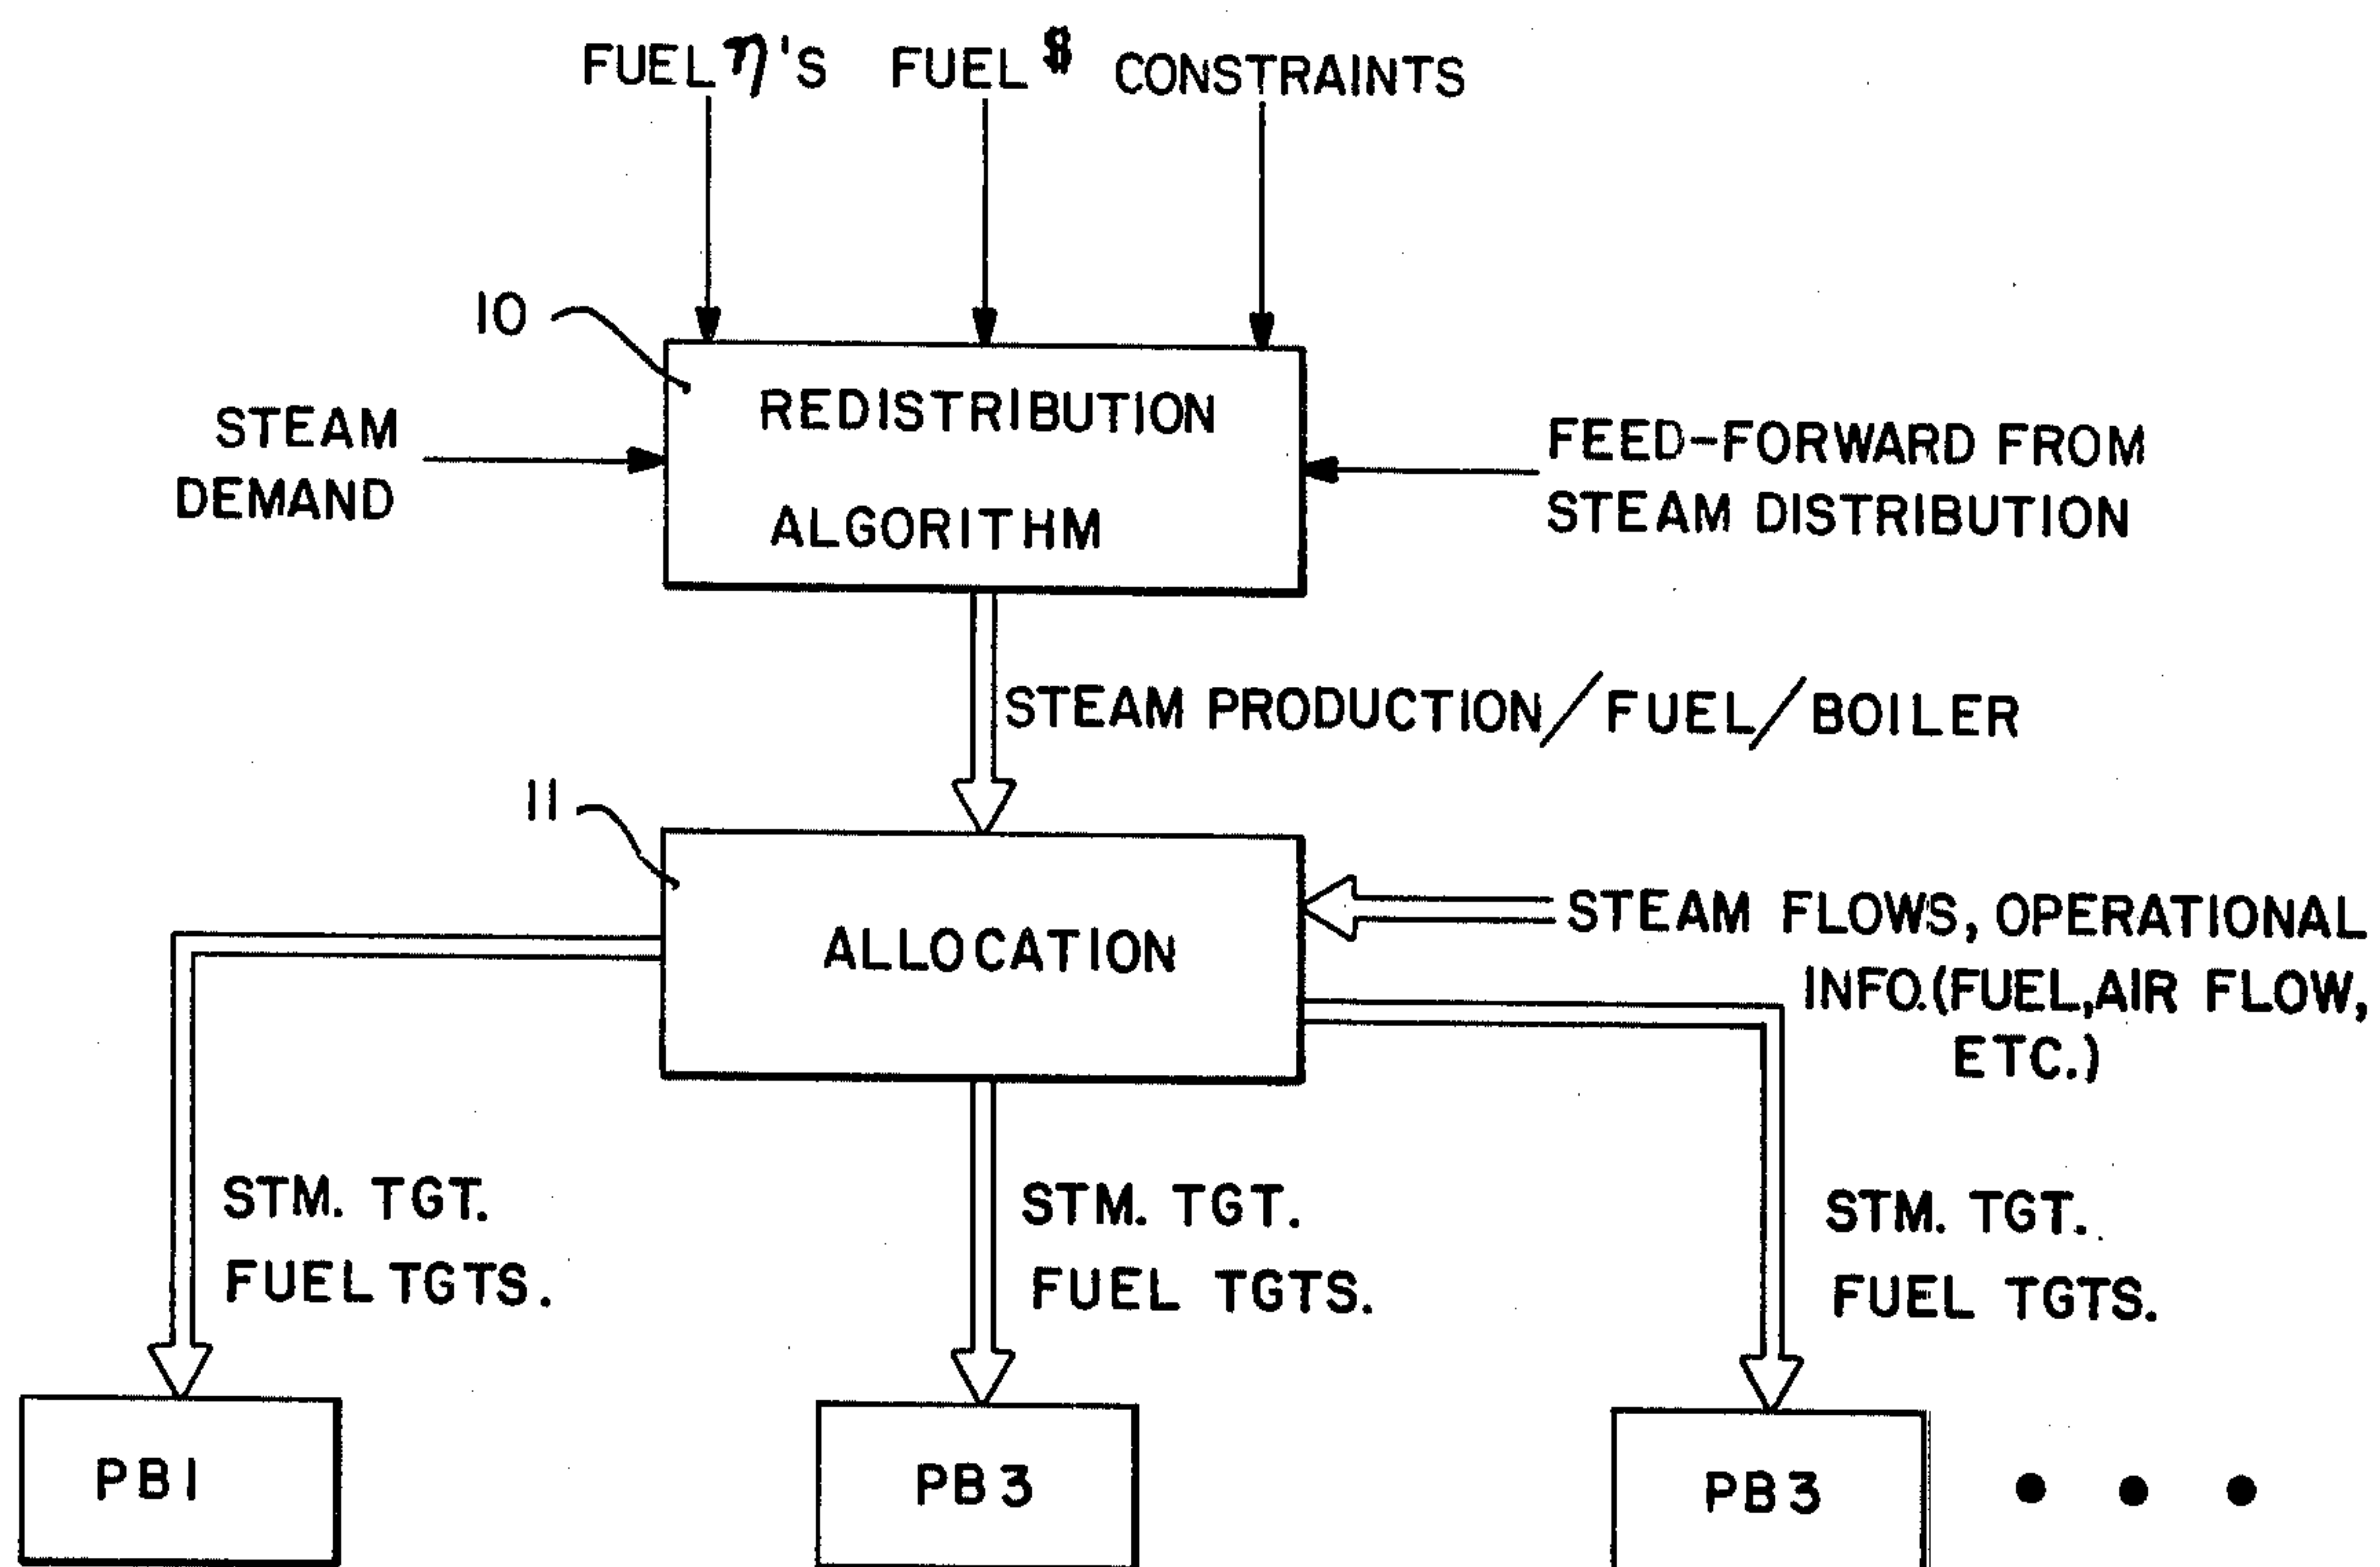 FUEL η'S FUEL $ CONSTRAINTS
10
REDISTRIBUTION
ALGORITHM
STEAM
DEMAND
FEED-FORWARD FROM
STEAM DISTRIBUTION
STEAM PRODUCTION/FUEL/BOILER
11
ALLOCATION
STEAM FLOWS, OPERATIONAL
INFO.(FUEL,AIR FLOW,
ETC.)
STM. TGT.
FUEL TGTS.
STM. TGT.
FUEL TGTS.
STM. TGT.
FUEL TGTS.
PB1
PB3
PB3